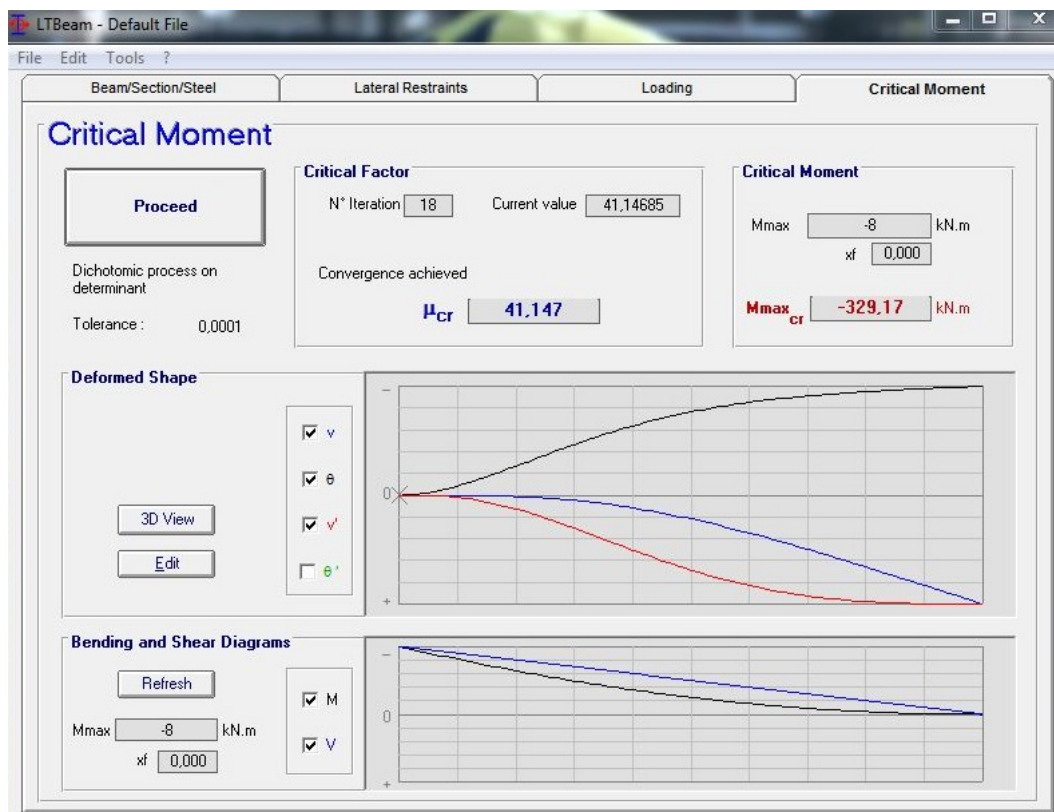 LTBeam - Default File
File Edit Tools ?
Beam/Section/Steel Lateral Restraints Loading Critical Moment
Critical Moment
Proceed
Dichotomic process on
determinant
Tolerance : 0,0001
Critical Factor
N° Iteration 18 Current value 41,14685
Convergence achieved
μcr 41,147
Critical Moment
Mmax -8 kN.m
xf 0,000
Mmax cr -329,17 kN.m
Deformed Shape
v
θ
v'
θ'
3D View
Edit
−
0
+
Bending and Shear Diagrams
Refresh
Mmax -8 kN.m
xf 0,000
M
V
−
0
+